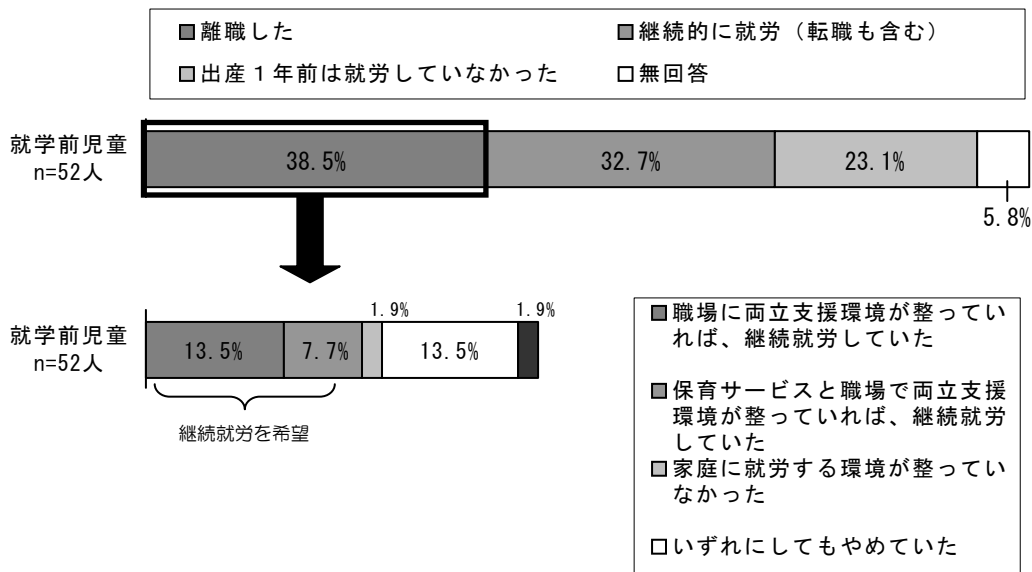 ■離職した ■継続的に就労（転職も含む）
■出産１年前は就労していなかった □無回答
就学前児童
n=52人
38.5% 32.7% 23.1%
5.8%
就学前児童
n=52人
1.9% 1.9%
13.5% 7.7% 13.5%
継続就労を希望
■職場に両立支援環境が整ってい
れば、継続就労していた
■保育サービスと職場で両立支援
環境が整っていれば、継続就労
していた
■家庭に就労する環境が整ってい
なかった
□いずれにしてもやめていた